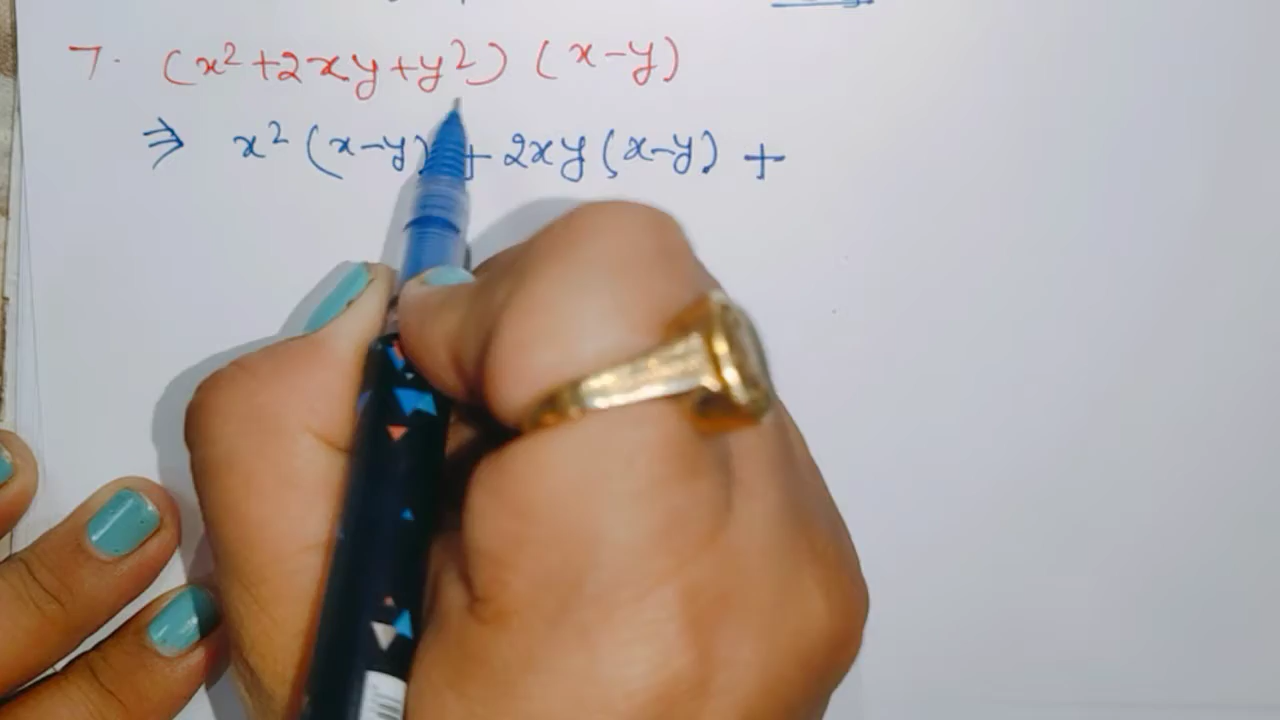 7. (x²+2xy+y²) (x-y)
⇒ x²(x-y) + 2xy(x-y) +